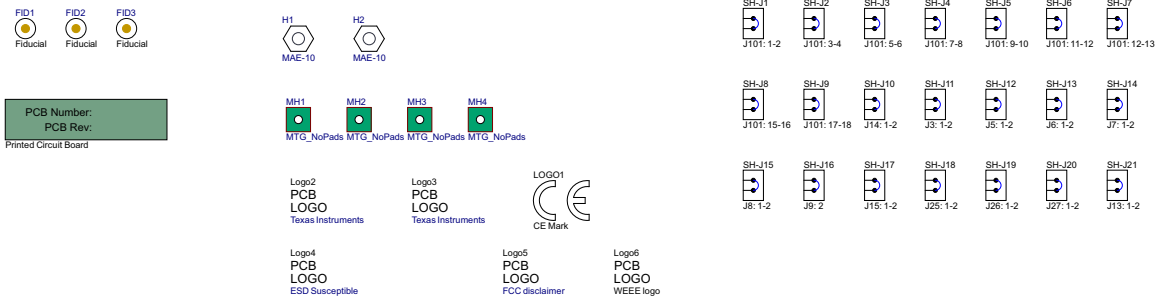 FID1 FID2 FID3
Fiducial Fiducial Fiducial
H1 H2
MAE-10 MAE-10
SH-J1 SH-J2 SH-J3 SH-J4 SH-J5 SH-J6 SH-J7
J101: 1-2 J101: 3-4 J101: 5-6 J101: 7-8 J101: 9-10 J101: 11-12 J101: 12-13
PCB Number:
PCB Rev:
Printed Circuit Board
MH1 MH2 MH3 MH4
MTG_NoPads MTG_NoPads MTG_NoPads MTG_NoPads
SH-J8 SH-J9 SH-J10 SH-J11 SH-J12 SH-J13 SH-J14
J101: 15-16 J101: 17-18 J14: 1-2 J3: 1-2 J5: 1-2 J6: 1-2 J7: 1-2
Logo2 Logo3 LOGO1
PCB PCB
LOGO LOGO CE
Texas Instruments Texas Instruments CE Mark
SH-J15 SH-J16 SH-J17 SH-J18 SH-J19 SH-J20 SH-J21
J8: 1-2 J9: 2 J15: 1-2 J25: 1-2 J26: 1-2 J27: 1-2 J13: 1-2
Logo4 Logo5 Logo6
PCB PCB PCB
LOGO LOGO LOGO
ESD Susceptible FCC disclaimer WEEE logo